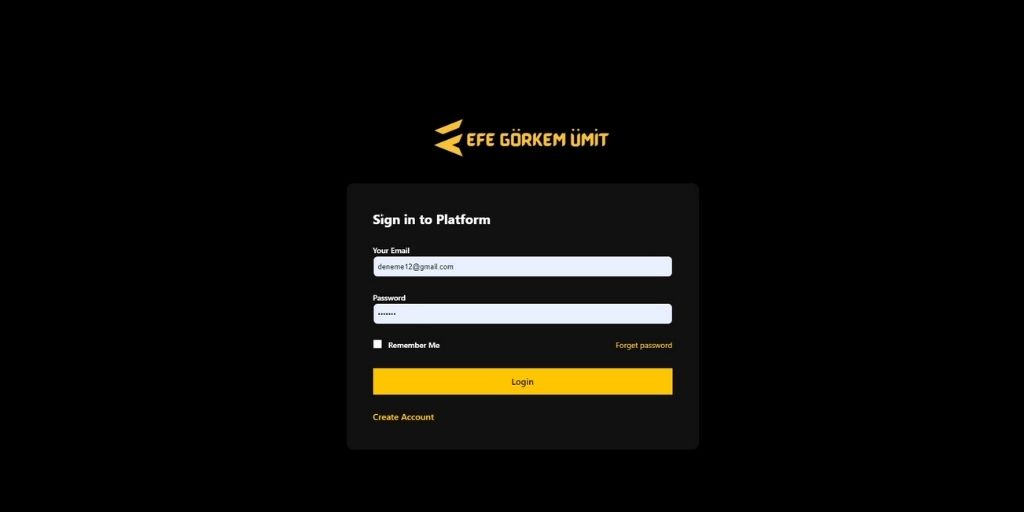 EFE GÖRKEM ÜMİT
Sign in to Platform
Your Email
deneme12@gmail.com
Password
•••••••
Remember Me
Forget password
Login
Create Account